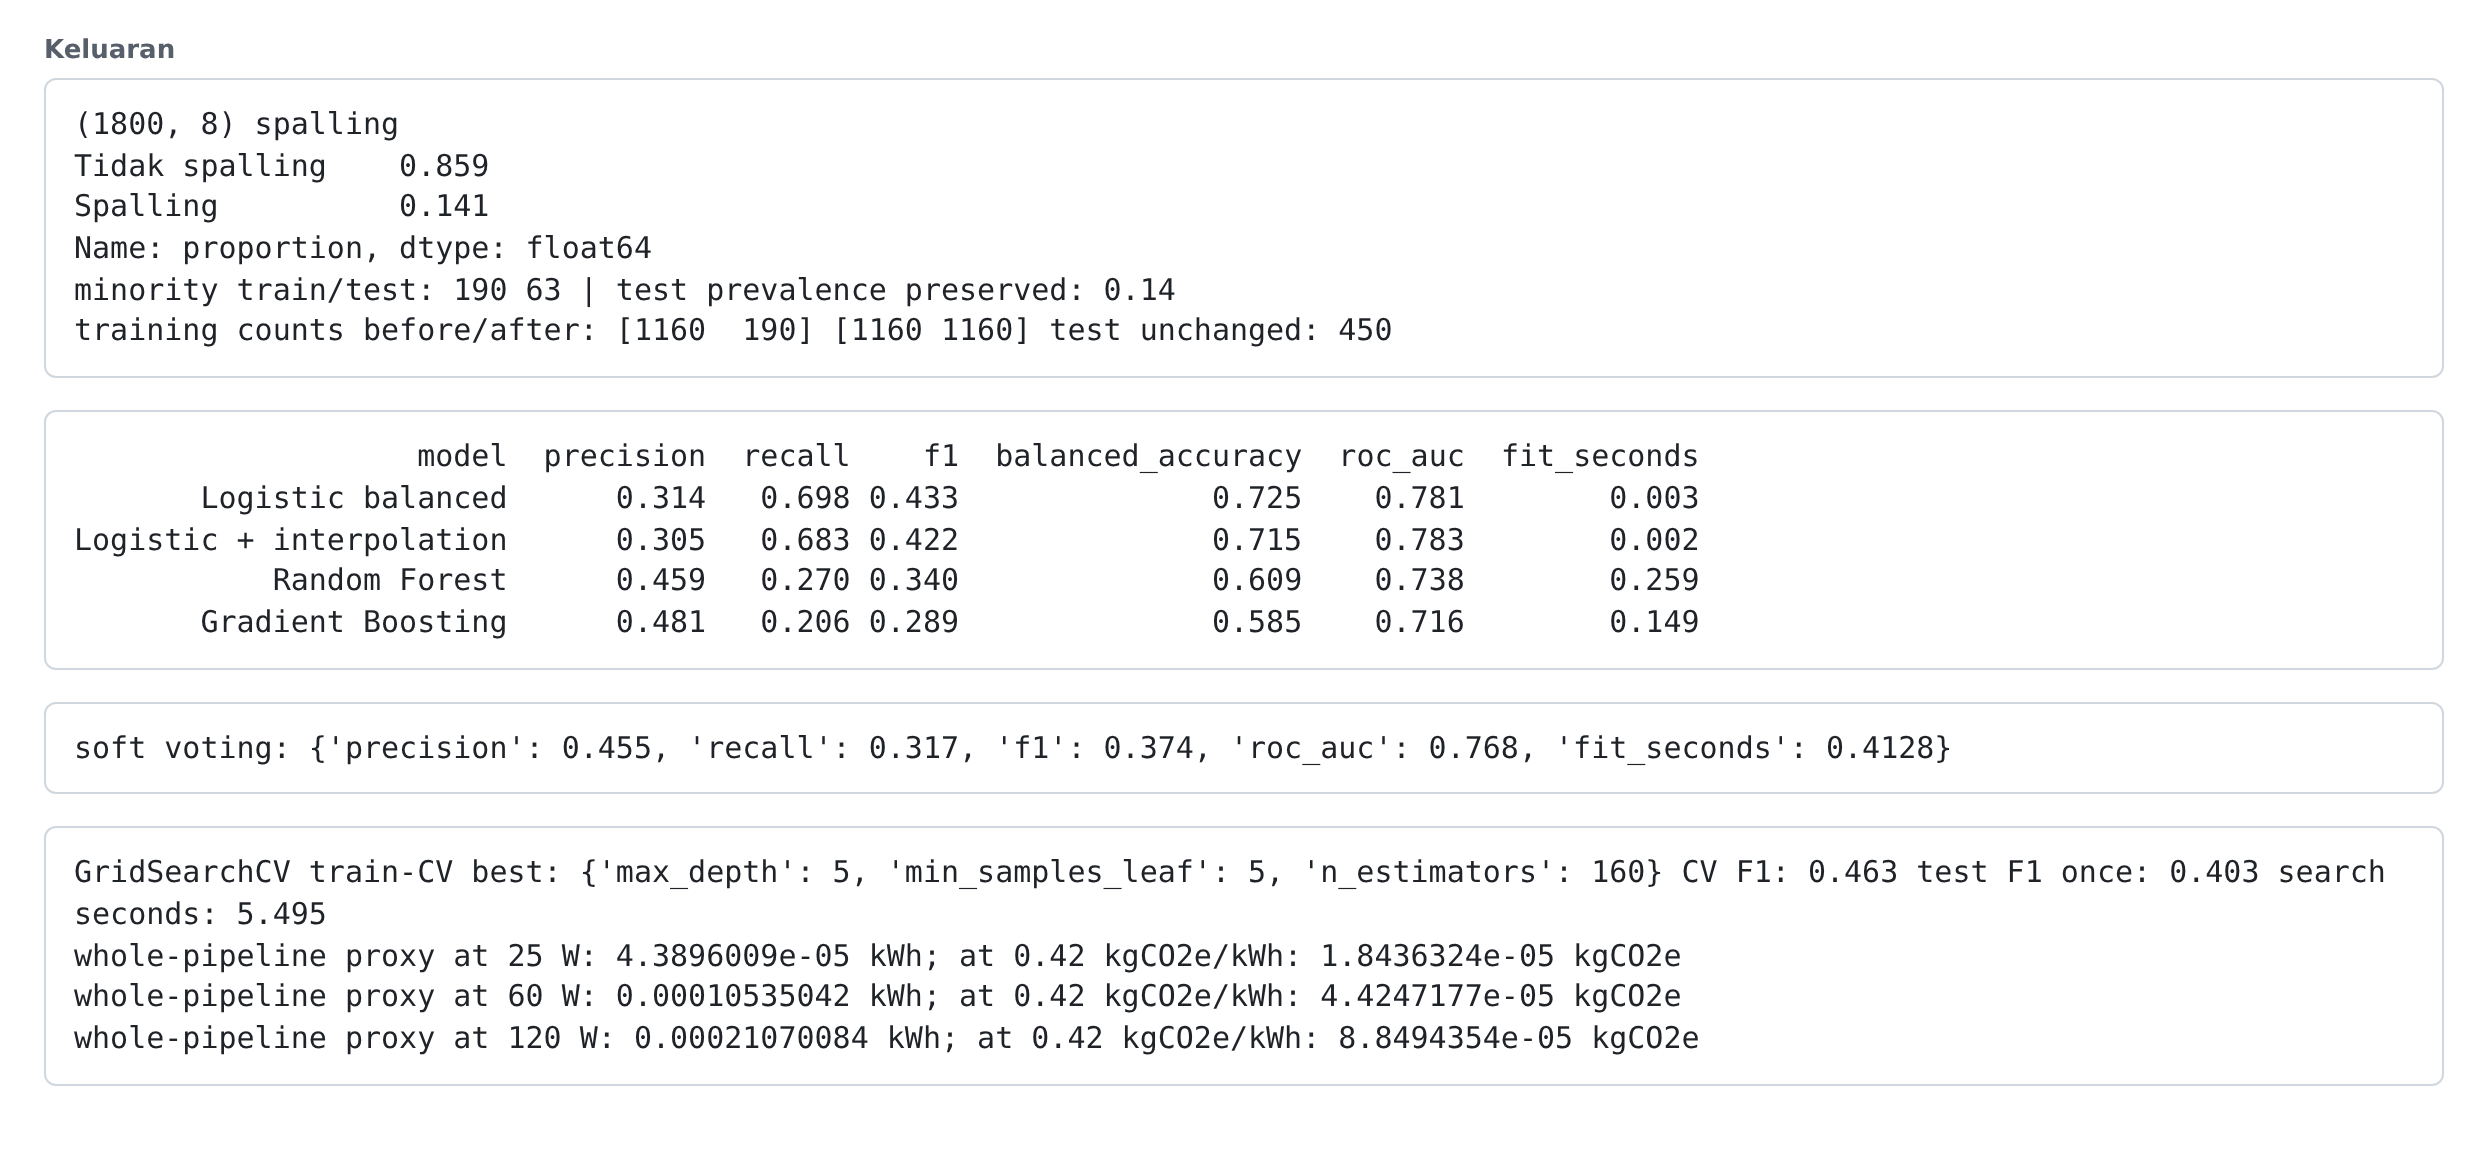 Keluaran
(1800, 8) spalling
Tidak spalling    0.859
Spalling          0.141
Name: proportion, dtype: float64
minority train/test: 190 63 | test prevalence preserved: 0.14
training counts before/after: [1160  190] [1160 1160] test unchanged: 450
                   model  precision  recall    f1  balanced_accuracy  roc_auc  fit_seconds
       Logistic balanced      0.314   0.698 0.433              0.725    0.781        0.003
Logistic + interpolation      0.305   0.683 0.422              0.715    0.783        0.002
           Random Forest      0.459   0.270 0.340              0.609    0.738        0.259
       Gradient Boosting      0.481   0.206 0.289              0.585    0.716        0.149
soft voting: {'precision': 0.455, 'recall': 0.317, 'f1': 0.374, 'roc_auc': 0.768, 'fit_seconds': 0.4128}
GridSearchCV train-CV best: {'max_depth': 5, 'min_samples_leaf': 5, 'n_estimators': 160} CV F1: 0.463 test F1 once: 0.403 search
seconds: 5.495
whole-pipeline proxy at 25 W: 4.3896009e-05 kWh; at 0.42 kgCO2e/kWh: 1.8436324e-05 kgCO2e
whole-pipeline proxy at 60 W: 0.00010535042 kWh; at 0.42 kgCO2e/kWh: 4.4247177e-05 kgCO2e
whole-pipeline proxy at 120 W: 0.00021070084 kWh; at 0.42 kgCO2e/kWh: 8.8494354e-05 kgCO2e